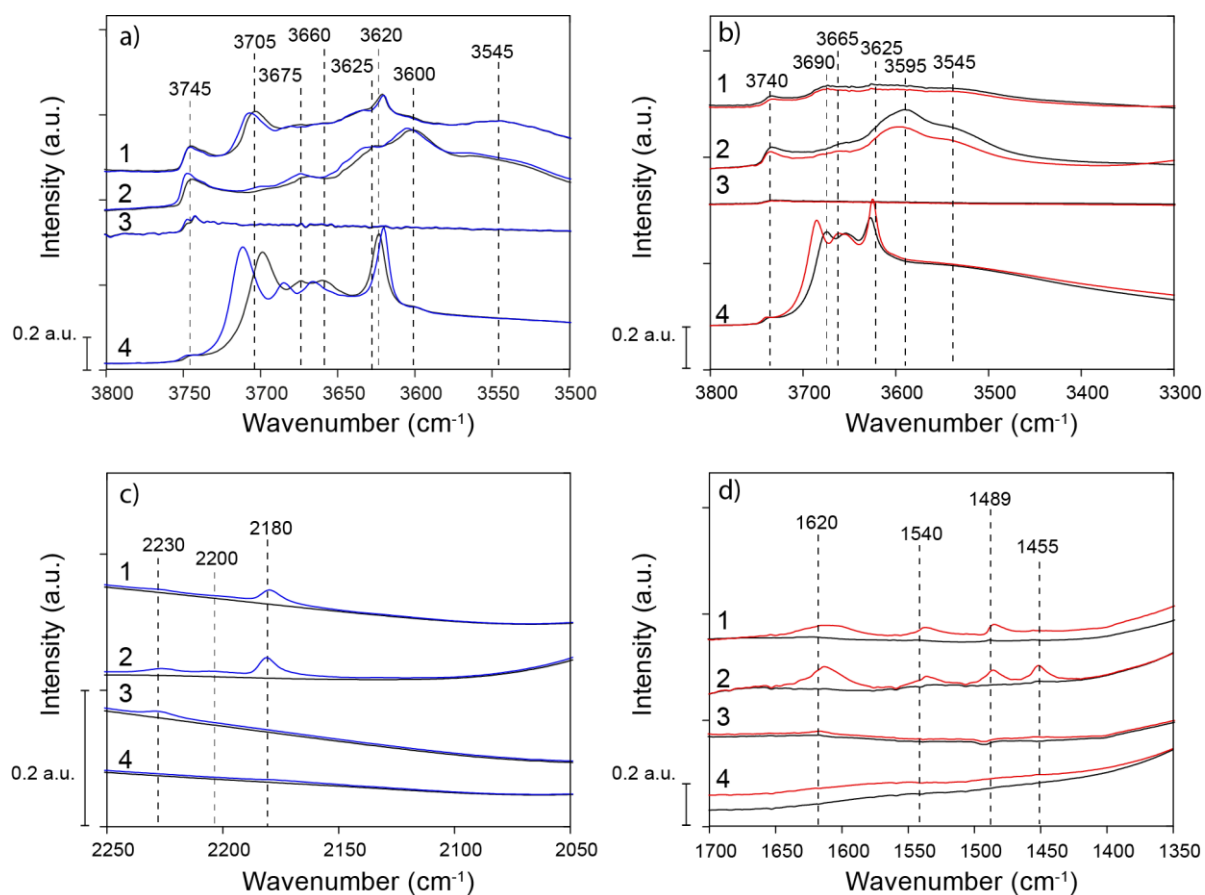 a)
3705 3660 3620 3545
3745 3675 3625 3600
1
2
3
4
0.2 a.u.
Intensity (a.u.)
3800 3750 3700 3650 3600 3550 3500
Wavenumber (cm-1)
b)
3665 3625
3740 3690 3595 3545
1
2
3
4
0.2 a.u.
Intensity (a.u.)
3800 3700 3600 3500 3400 3300
Wavenumber (cm-1)
c)
2230 2200 2180
1
2
3
4
0.2 a.u.
Intensity (a.u.)
2250 2200 2150 2100 2050
Wavenumber (cm-1)
d)
1620 1540 1489 1455
1
2
3
4
0.2 a.u.
Intensity (a.u.)
1700 1650 1600 1550 1500 1450 1400 1350
Wavenumber (cm-1)